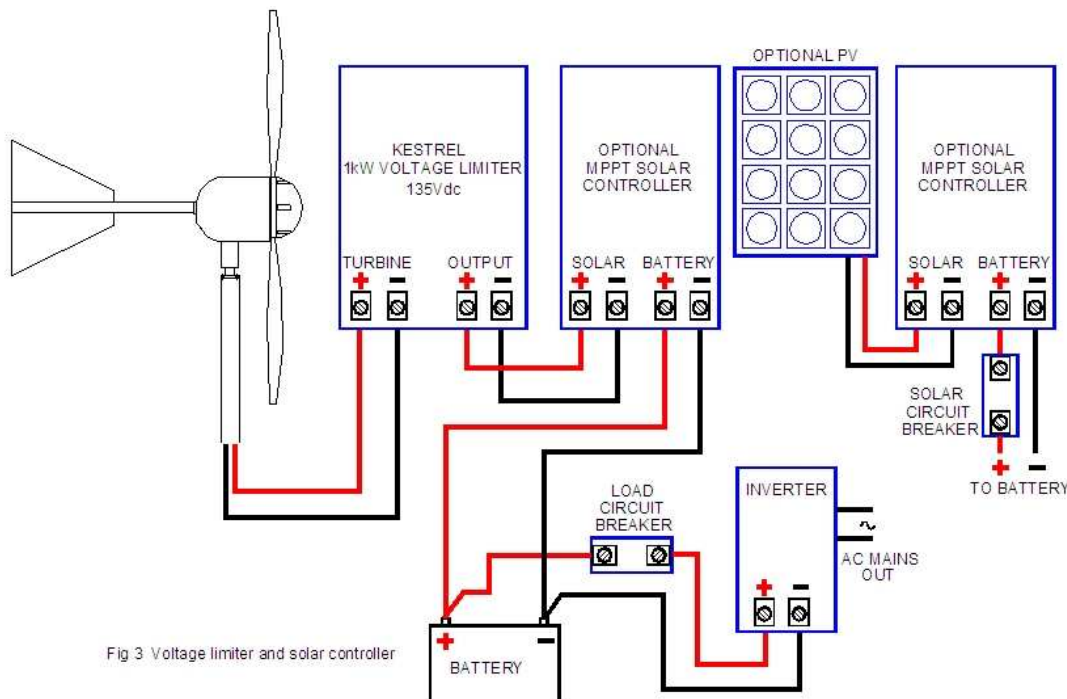 OPTIONAL PV
KESTREL
1kW VOLTAGE LIMITER
135Vdc
TURBINE
OUTPUT
+
−
+
−
OPTIONAL
MPPT SOLAR
CONTROLLER
SOLAR
BATTERY
+
−
+
−
OPTIONAL
MPPT SOLAR
CONTROLLER
SOLAR
BATTERY
+
−
+
−
SOLAR
CIRCUIT
BREAKER
+
−
TO BATTERY
LOAD
CIRCUIT
BREAKER
INVERTER
+
−
~
AC MAINS
OUT
+
−
BATTERY
Fig 3 Voltage limiter and solar controller